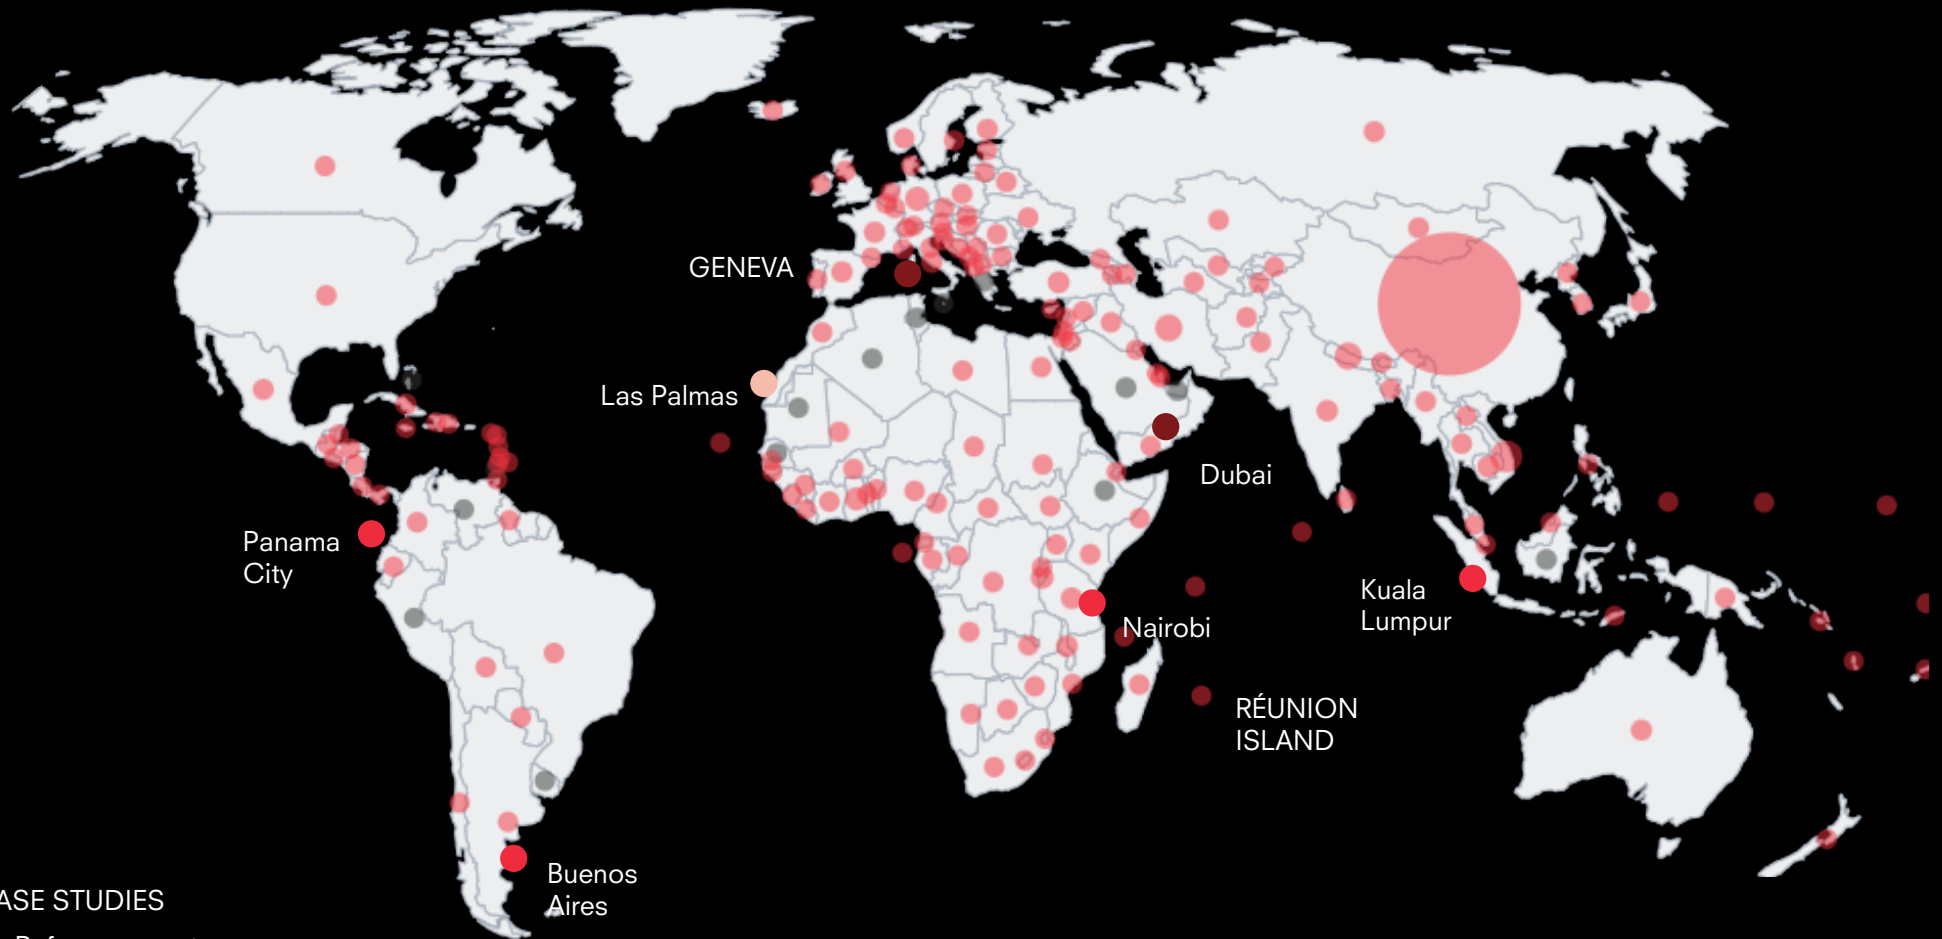 GENEVA
Las Palmas
Dubai
Panama
City
Kuala
Lumpur
Nairobi
RÉUNION
ISLAND
Buenos
Aires
ASE STUDIES